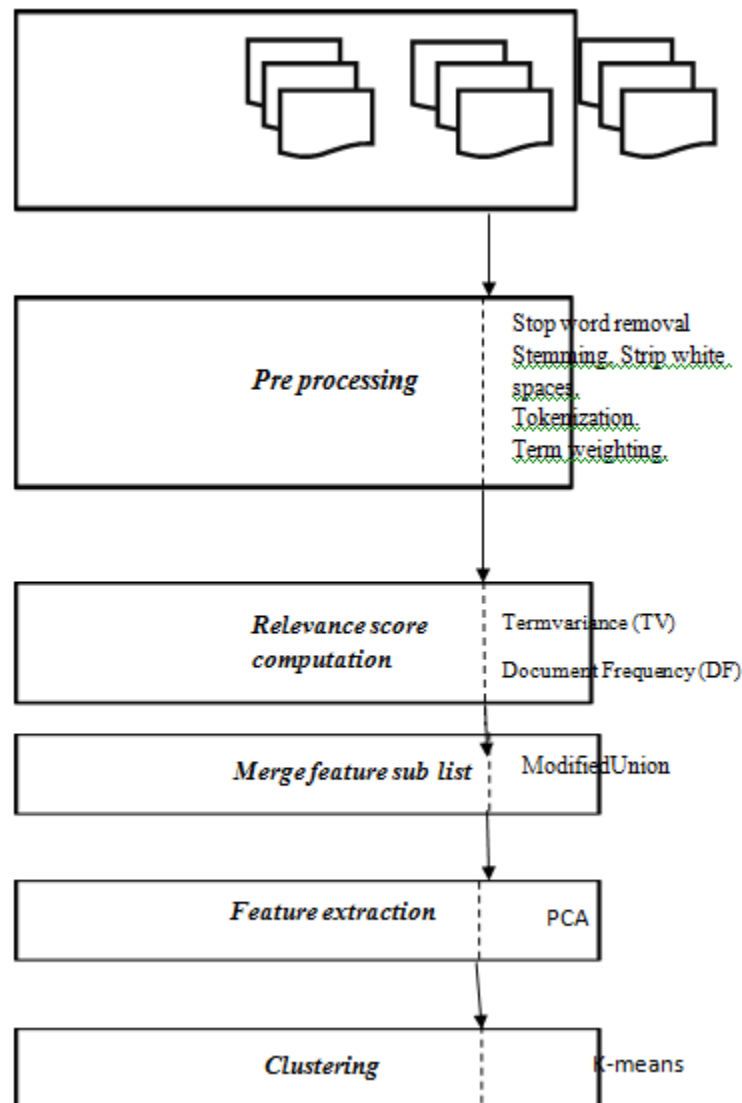 Pre processing
Stop word removal
Stemming, Strip white
spaces,
Tokenization.
Term weighting,
Relevance score
computation
Termvariance (TV)
Document Frequency (DF)
Merge feature sub list
ModifiedUnion
Feature extraction
PCA
Clustering
K-means